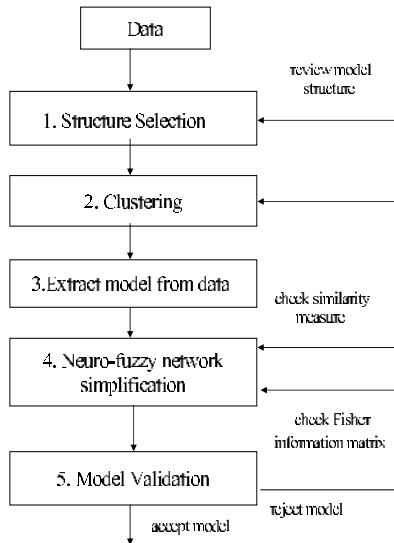 Data
review model
structure
1. Structure Selection
2. Clustering
3.Extract model from data
check similarity
measure
4. Neuro-fuzzy network
simplification
check Fisher
information matrix
5. Model Validation
reject model
accept model